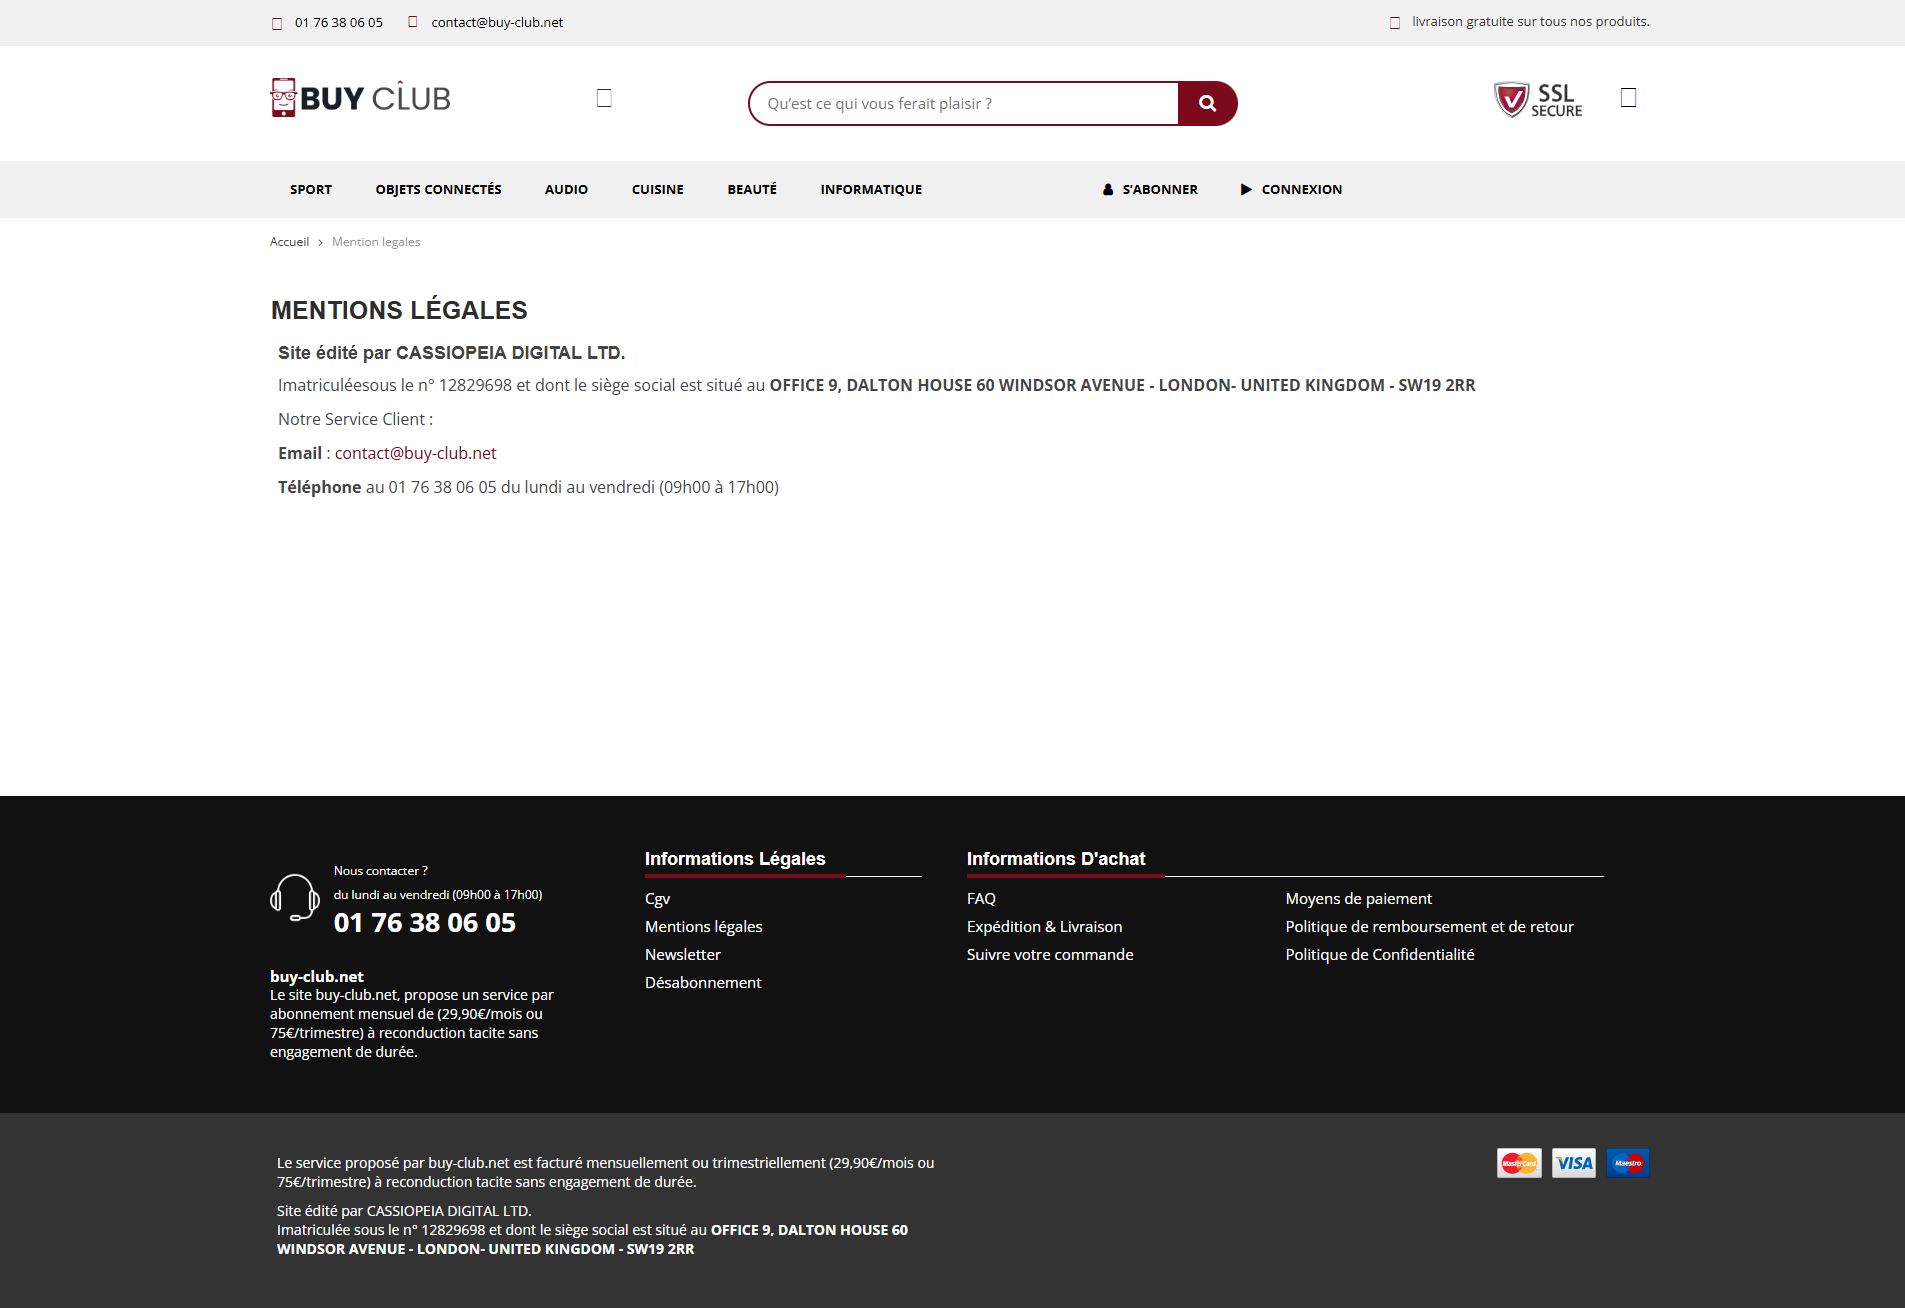 01 76 38 06 05 contact@buy-club.net livraison gratuite sur tous nos produits.
BUY CLUB Qu’est ce qui vous ferait plaisir ? SSL SECURE
SPORT OBJETS CONNECTÉS AUDIO CUISINE BEAUTÉ INFORMATIQUE S’ABONNER CONNEXION
Accueil > Mention legales
MENTIONS LÉGALES
Site édité par CASSIOPEIA DIGITAL LTD.
Imatriculéesous le n° 12829698 et dont le siège social est situé au OFFICE 9, DALTON HOUSE 60 WINDSOR AVENUE - LONDON- UNITED KINGDOM - SW19 2RR
Notre Service Client :
Email : contact@buy-club.net
Téléphone au 01 76 38 06 05 du lundi au vendredi (09h00 à 17h00)
Nous contacter ?
du lundi au vendredi (09h00 à 17h00)
01 76 38 06 05
buy-club.net
Le site buy-club.net, propose un service par
abonnement mensuel de (29,90€/mois ou
75€/trimestre) à reconduction tacite sans
engagement de durée.
Informations Légales
Cgv
Mentions légales
Newsletter
Désabonnement
Informations D'achat
FAQ
Expédition & Livraison
Suivre votre commande
Moyens de paiement
Politique de remboursement et de retour
Politique de Confidentialité
Le service proposé par buy-club.net est facturé mensuellement ou trimestriellement (29,90€/mois ou
75€/trimestre) à reconduction tacite sans engagement de durée.
Site édité par CASSIOPEIA DIGITAL LTD.
Imatriculée sous le n° 12829698 et dont le siège social est situé au OFFICE 9, DALTON HOUSE 60
WINDSOR AVENUE - LONDON- UNITED KINGDOM - SW19 2RR
MasterCard VISA Maestro